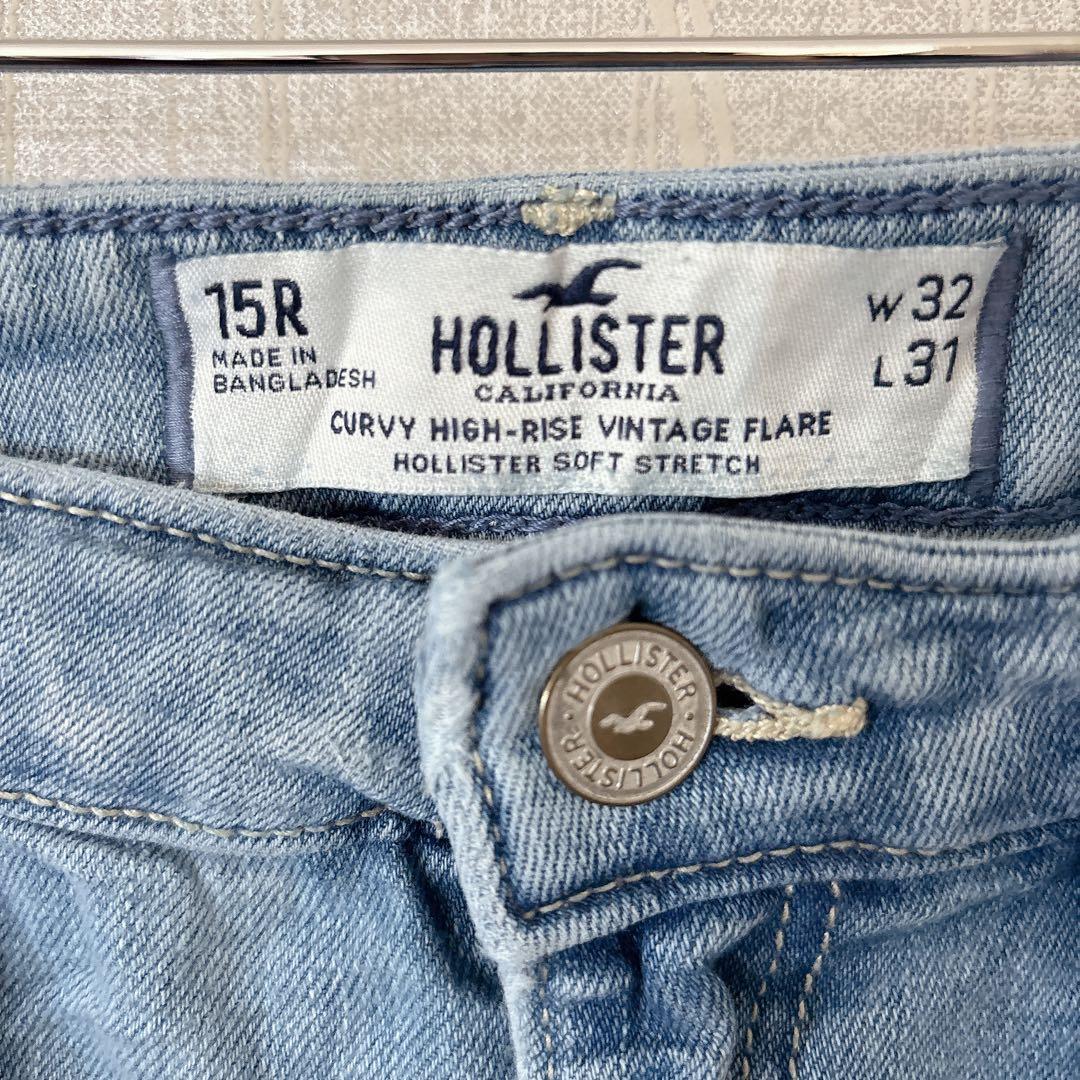 15R
MADE IN
BANGLADESH
HOLLISTER
CALIFORNIA
CURVY HIGH-RISE VINTAGE FLARE
HOLLISTER SOFT STRETCH
W 32
L 31
HOLLISTER · HOLLISTER ·